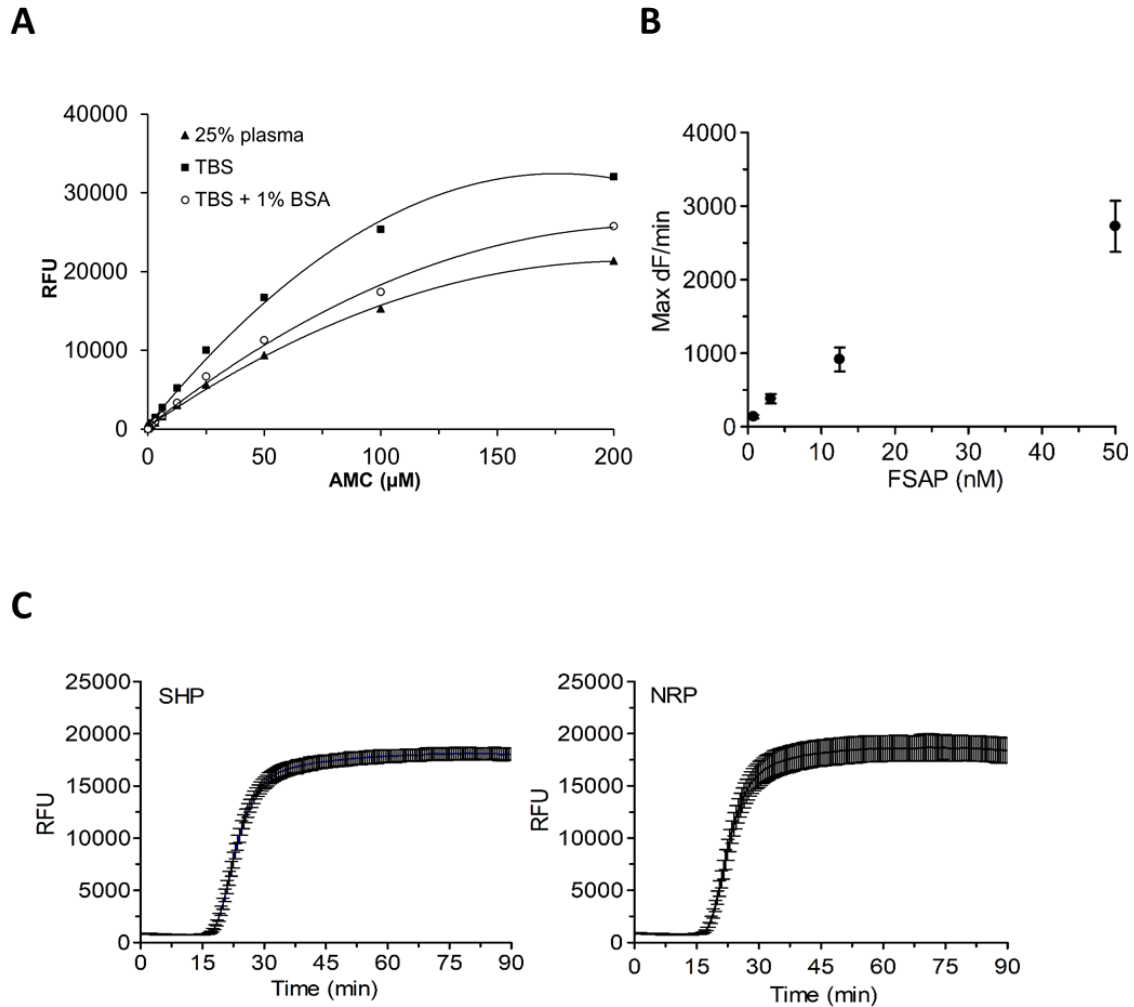 A
B
40000
30000
20000
10000
0
RFU
25% plasma
TBS
TBS + 1% BSA
0
50
100
150
200
AMC (µM)
4000
3000
2000
1000
0
Max dF/min
0
10
20
30
40
50
FSAP (nM)
C
25000
20000
15000
10000
5000
0
RFU
SHP
0
15
30
45
60
75
90
Time (min)
25000
20000
15000
10000
5000
0
RFU
NRP
0
15
30
45
60
75
90
Time (min)